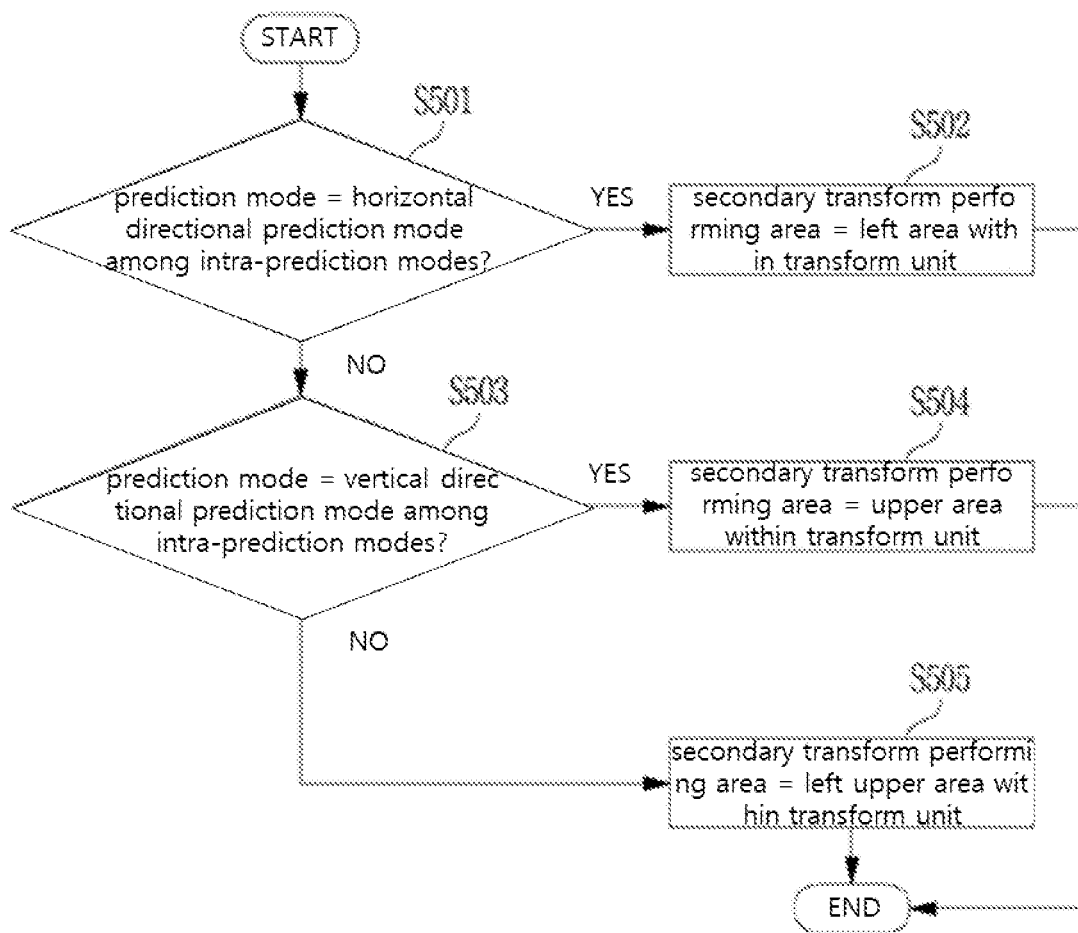 START
S501
prediction mode = horizontal
directional prediction mode
among intra-prediction modes?
YES
S502
secondary transform perfo
rming area = left area with
in transform unit
NO
S503
prediction mode = vertical direc
tional prediction mode among
intra-prediction modes?
YES
S504
secondary transform perfo
rming area = upper area
within transform unit
NO
S505
secondary transform performi
ng area = left upper area wit
hin transform unit
END